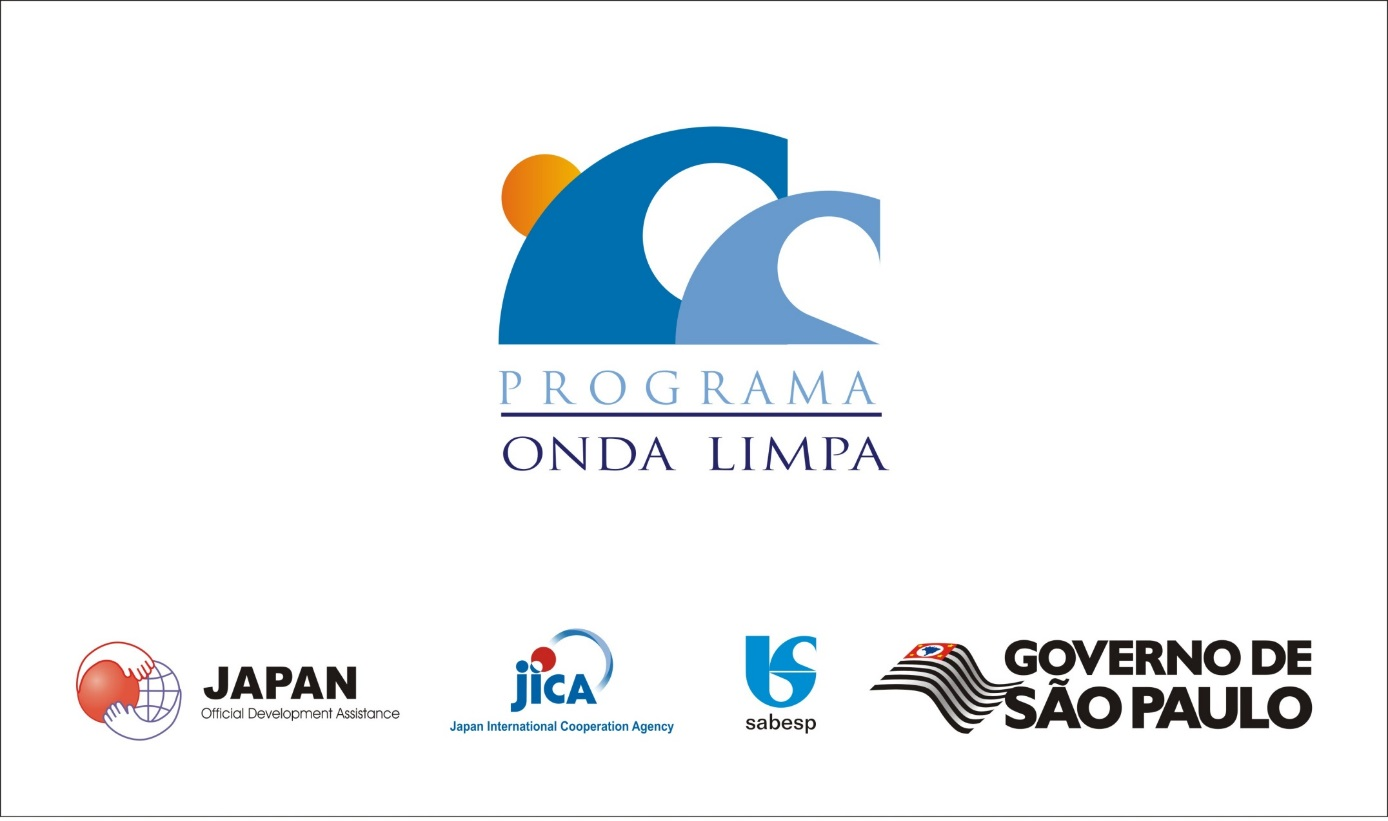 PROGRAMA
ONDA LIMPA
JAPAN
Official Development Assistance
jica
Japan International Cooperation Agency
sabesp
GOVERNO DE
SÃO PAULO